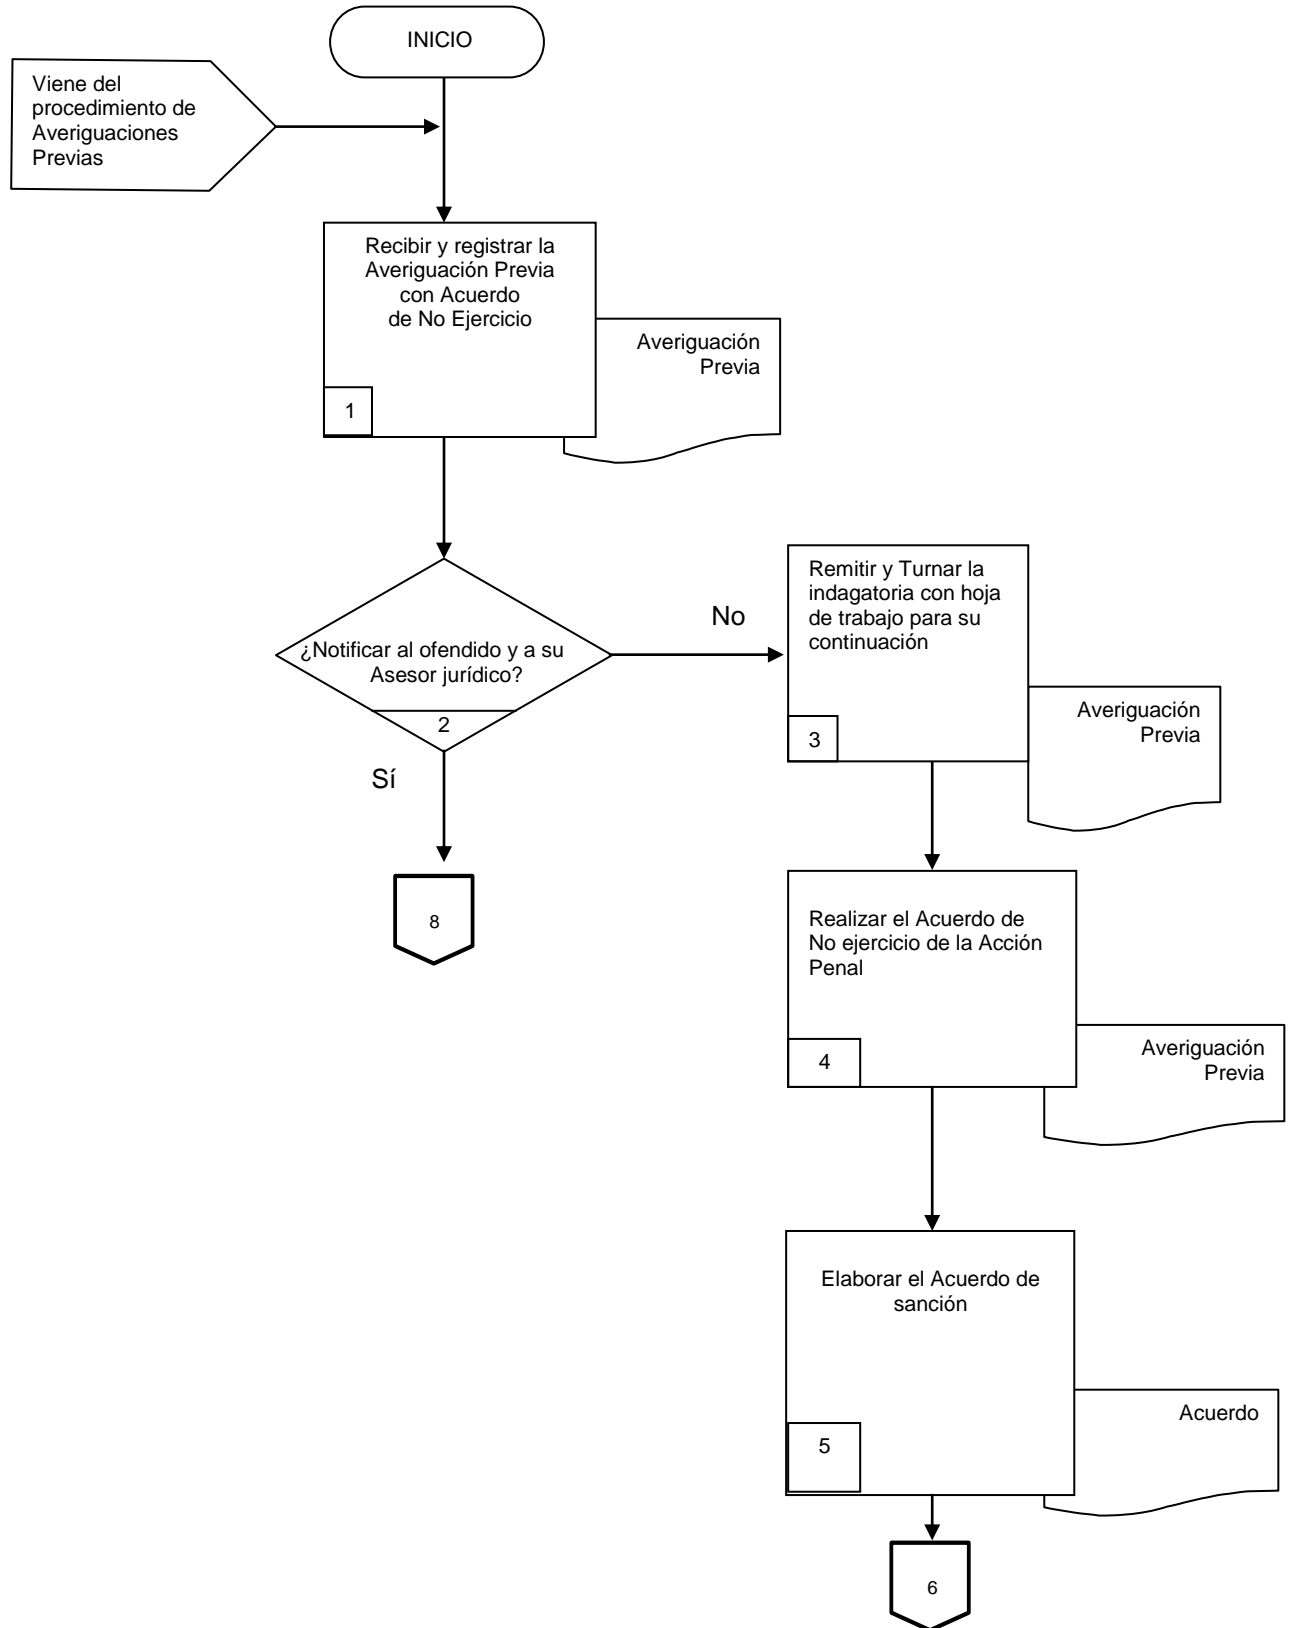 INICIO
Viene del
procedimiento de
Averiguaciones
Previas
Recibir y registrar la
Averiguación Previa
con Acuerdo
de No Ejercicio
1
Averiguación
Previa
¿Notificar al ofendido y a su
Asesor jurídico?
2
No
Sí
8
Remitir y Turnar la
indagatoria con hoja
de trabajo para su
continuación
3
Averiguación
Previa
Realizar el Acuerdo de
No ejercicio de la Acción
Penal
4
Averiguación
Previa
Elaborar el Acuerdo de
sanción
5
Acuerdo
6